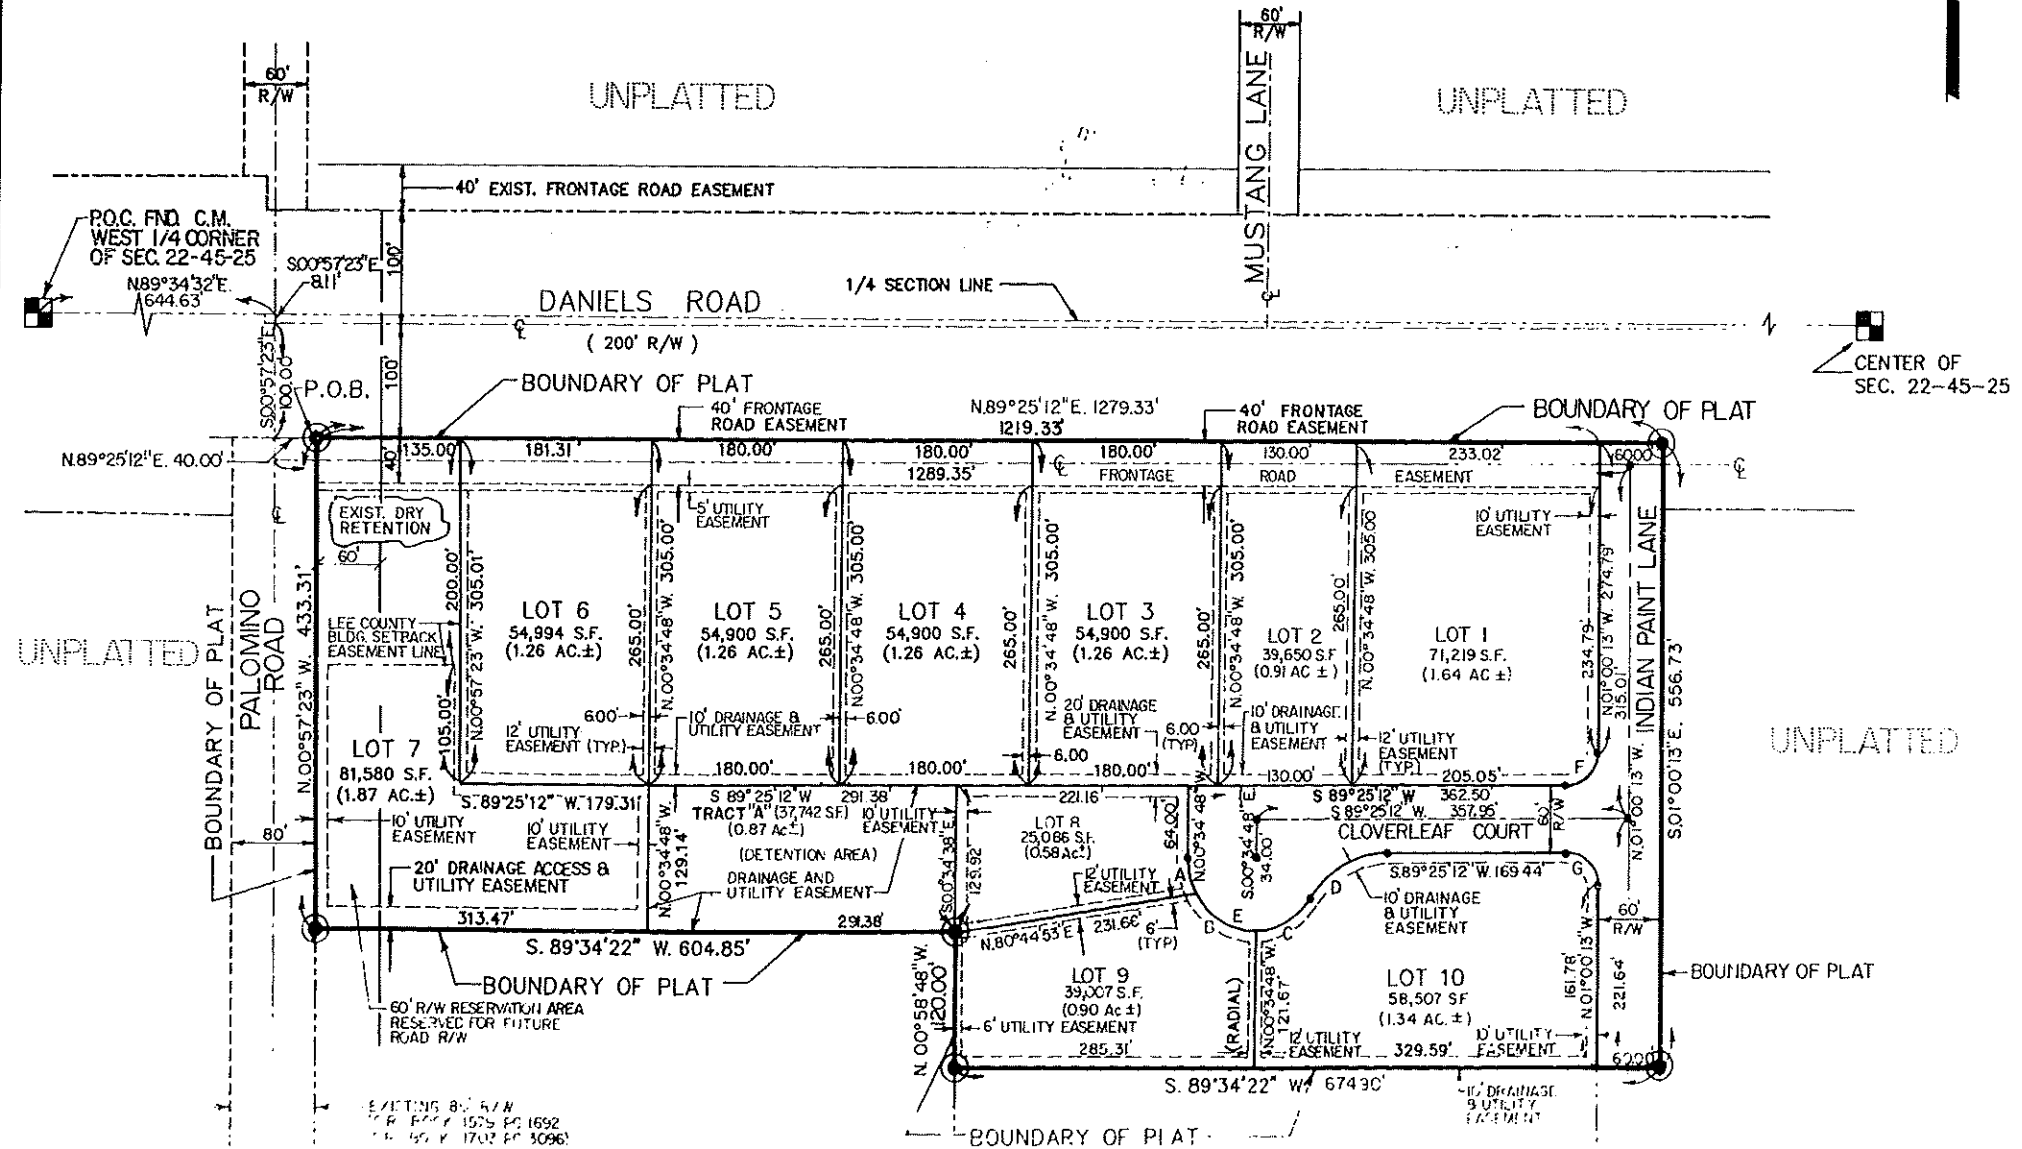 60'
R/W
60'
R/W
UNPLATTED
UNPLATTED
MUSTANG LANE
40' EXIST. FRONTAGE ROAD EASEMENT
P.O.C. FND. C.M.
WEST 1/4 CORNER
OF SEC. 22-45-25
N.89°34'32"E.
644.63'
S.00°57'23"E.
8.11'
100'
DANIELS ROAD
( 200' R/W )
1/4 SECTION LINE
CENTER OF
SEC. 22-45-25
S.00°57'23"E.
100.00'
100'
P.O.B.
BOUNDARY OF PLAT
40' FRONTAGE
ROAD EASEMENT
N.89°25'12"E. 1279.33'
1219.33'
40' FRONTAGE
ROAD EASEMENT
BOUNDARY OF PLAT
N.89°25'12"E. 40.00'
40'
135.00'
181.31'
180.00'
180.00'
180.00'
130.00'
233.02'
60.00'
1289.35'
FRONTAGE ROAD EASEMENT
EXIST. DRY
RETENTION
60'
5' UTILITY
EASEMENT
10' UTILITY
EASEMENT
UNPLATTED
BOUNDARY OF PLAT
PALOMINO
ROAD
N.00°57'23" W. 433.31'
LEE COUNTY
BLDG. SETBACK
EASEMENT LINE
200.00'
105.00'
N.00°57'23"W. 305.01'
LOT 6
54,994 S.F.
(1.26 AC.±)
265.00'
N.00°34'48"W. 305.00'
LOT 5
54,900 S.F.
(1.26 AC.±)
265.00'
N.00°34'48"W. 305.00'
LOT 4
54,900 S.F.
(1.26 AC.±)
265.00'
N.00°34'48"W. 305.00'
LOT 3
54,900 S.F.
(1.26 AC.±)
265.00'
N.00°34'48"W. 305.00'
LOT 2
39,650 S.F.
(0.91 AC ±)
265.00'
N.00°34'48"W. 305.00'
LOT 1
71,219 S.F.
(1.64 AC ±)
234.79'
N.01°00'13"W. 274.79'
315.01'
N.01°00'13"W.
INDIAN PAINT LANE
S.01°00'13"E. 556.73'
UNPLATTED
12' UTILITY
EASEMENT (TYP.)
6.00'
10' DRAINAGE &
UTILITY EASEMENT
6.00'
20' DRAINAGE
& UTILITY
EASEMENT
6.00
6.00'
(TYP)
10' DRAINAGE
& UTILITY
EASEMENT
12' UTILITY
EASEMENT
(TYP.)
F
LOT 7
81,580 S.F.
(1.87 AC.±)
180.00'
180.00'
180.00'
130.00'
205.05'
S.89°25'12" W. 179.31'
S 89°25'12"W 291.38'
TRACT "A" (37,742 SF)
(0.87 Ac±)
(DETENTION AREA)
10' UTILITY
EASEMENT
DRAINAGE AND
UTILITY EASEMENT
N.00°34'48"W.
129.14'
221.16'
LOT 8
25,086 S.F.
(0.58 Ac±)
64.00'
N.00°34'48"W.
S.00°34'48"E
34.00'
S 89°25'12"W 362.50'
S 89°25'12"W. 357.95'
CLOVERLEAF COURT
60'
R/W
N.01°00'13"W.
S.89°25'12"W. 169.44'
G
10' UTILITY
EASEMENT
10' UTILITY
EASEMENT
80'
20' DRAINAGE ACCESS &
UTILITY EASEMENT
313.47'
291.38'
S. 89°34'22" W. 604.85'
BOUNDARY OF PLAT
S.00°34'38"E
129.92'
12' UTILITY
EASEMENT
A
B
E
C
D
N.80°44'53"E 231.66'
6'
(TYP)
10' DRAINAGE
& UTILITY
EASEMENT
60'
R/W
60' R/W RESERVATION AREA
RESERVED FOR FUTURE
ROAD R/W
N. 00°58'48"W.
120.00'
LOT 9
39,007 S.F.
(0.90 Ac ±)
6' UTILITY EASEMENT
285.31'
(RADIAL)
N.00°34'48"W.
121.67'
LOT 10
58,507 SF
(1.34 AC. ±)
12' UTILITY
EASEMENT
329.59'
10' UTILITY
EASEMENT
161.78'
N.01°00'13"W
221.64'
60.00'
BOUNDARY OF PLAT
S. 89°34'22" W. 674.90'
10' DRAINAGE
& UTILITY
EASEMENT
EXISTING 80' R/W
BOUNDARY OF PLAT